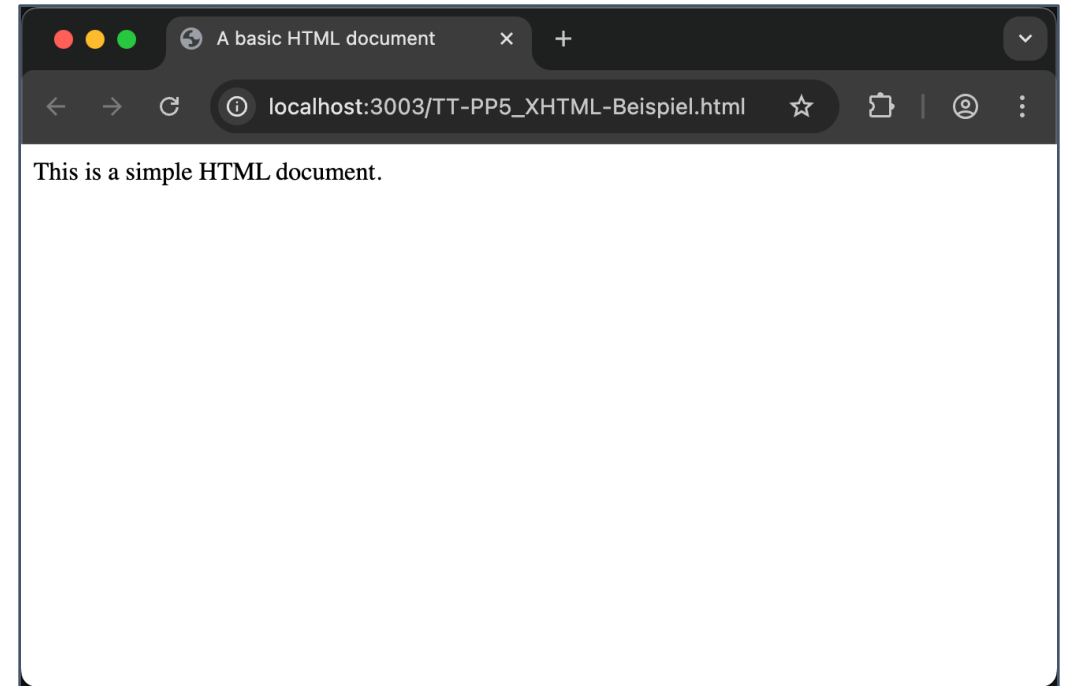 A basic HTML document
localhost:3003/TT-PP5_XHTML-Beispiel.html
This is a simple HTML document.